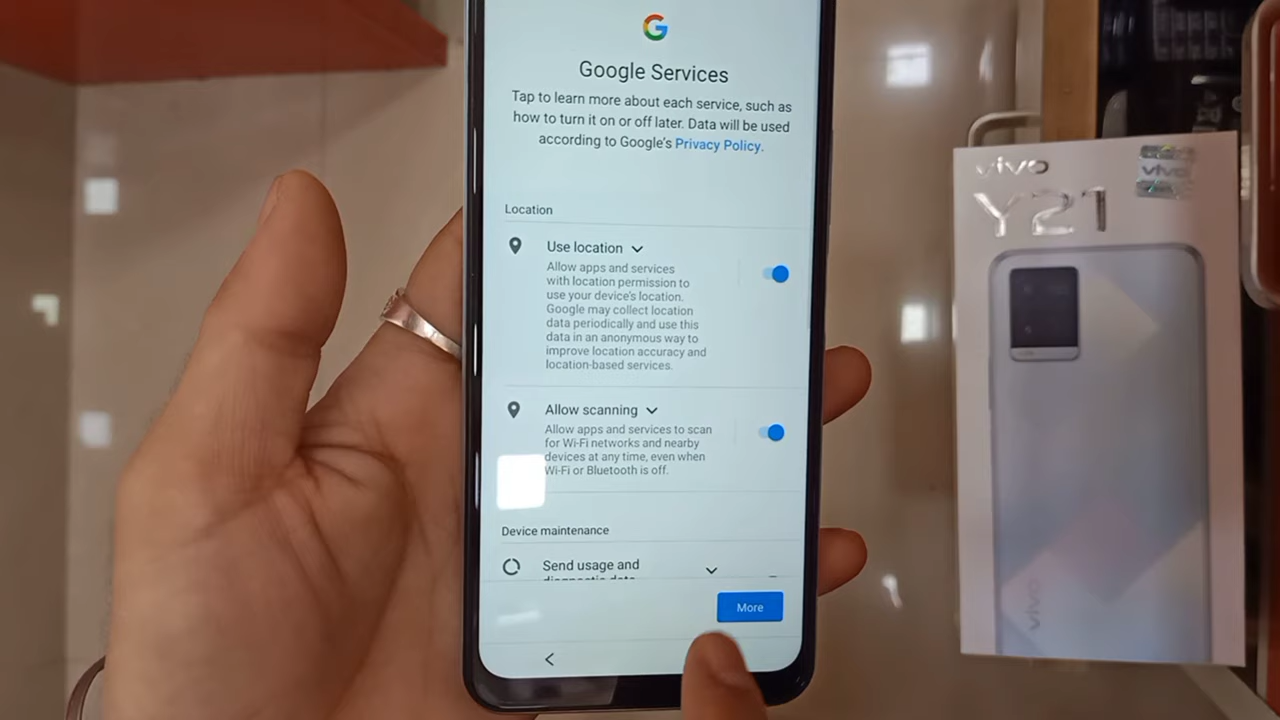 Google Services
Tap to learn more about each service, such as
how to turn it on or off later. Data will be used
according to Google's Privacy Policy.
Location
Use location
Allow apps and services
with location permission to
use your device's location.
Google may collect location
data periodically and use this
data in an anonymous way to
improve location accuracy and
location-based services.
Allow scanning
Allow apps and services to scan
for Wi-Fi networks and nearby
devices at any time, even when
Wi-Fi or Bluetooth is off.
Device maintenance
Send usage and
diagnostic data
More
vivo
vivo
Y21
vivo